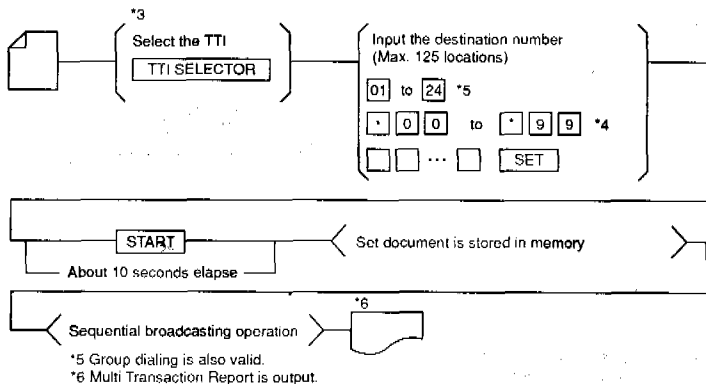 *3
Select the TTI
TTI SELECTOR
Input the destination number
(Max. 125 locations)
01 to 24 *5
* 0 0 to * 9 9 *4
... SET
START
Set document is stored in memory
About 10 seconds elapse
*6
Sequential broadcasting operation
*5 Group dialing is also valid.
*6 Multi Transaction Report is output.